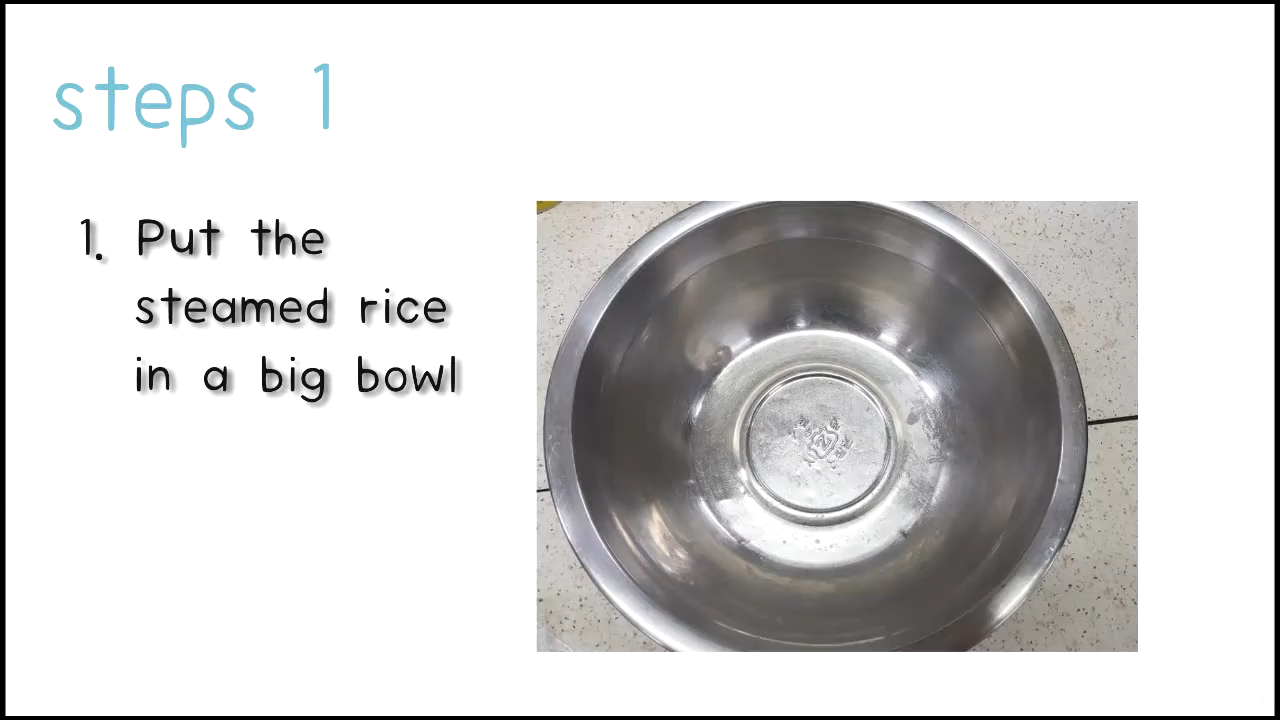 steps 1
1. Put the
steamed rice
in a big bowl